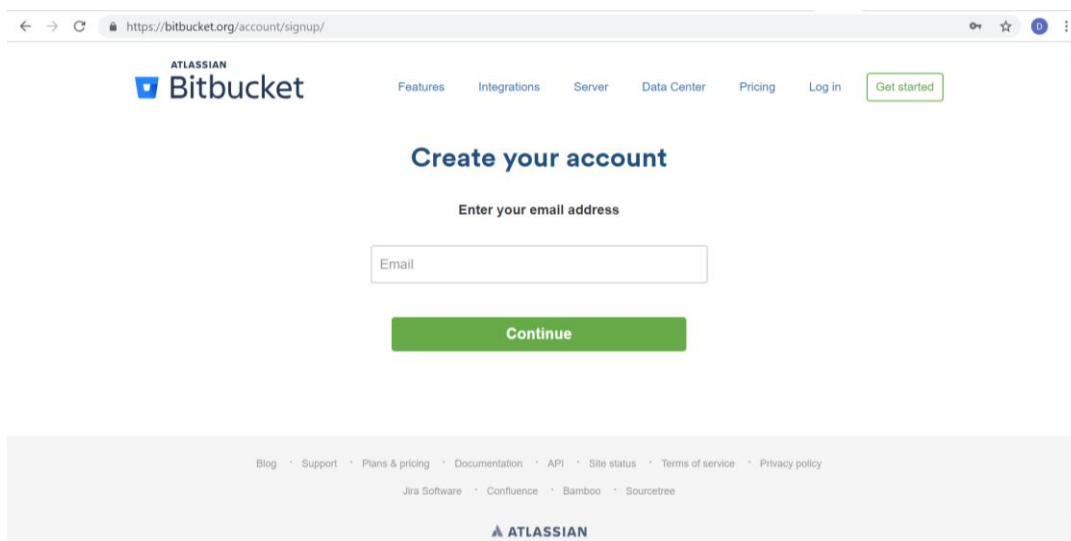 https://bitbucket.org/account/signup/
D
ATLASSIAN
Bitbucket
Features Integrations Server Data Center Pricing Log in Get started
Create your account
Enter your email address
Email
Continue
Blog · Support · Plans & pricing · Documentation · API · Site status · Terms of service · Privacy policy
Jira Software · Confluence · Bamboo · Sourcetree
ATLASSIAN